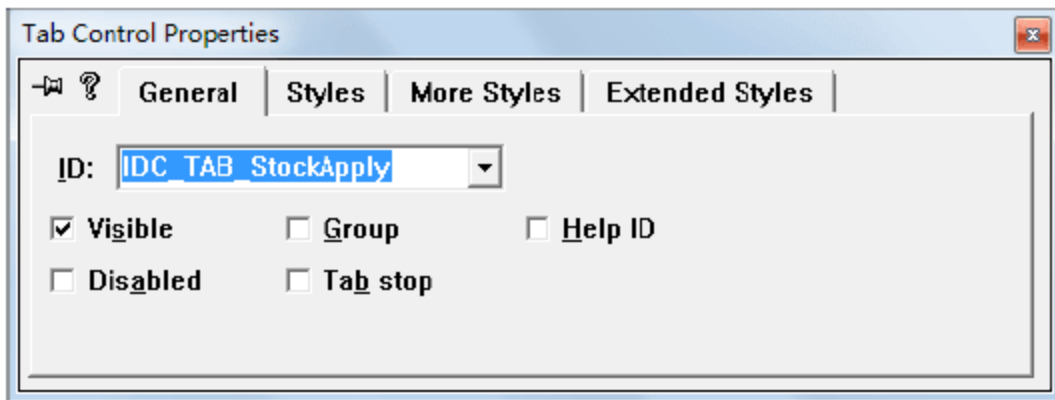 Tab Control Properties
General Styles More Styles Extended Styles
ID: IDC_TAB_StockApply
Visible Group Help ID
Disabled Tab stop